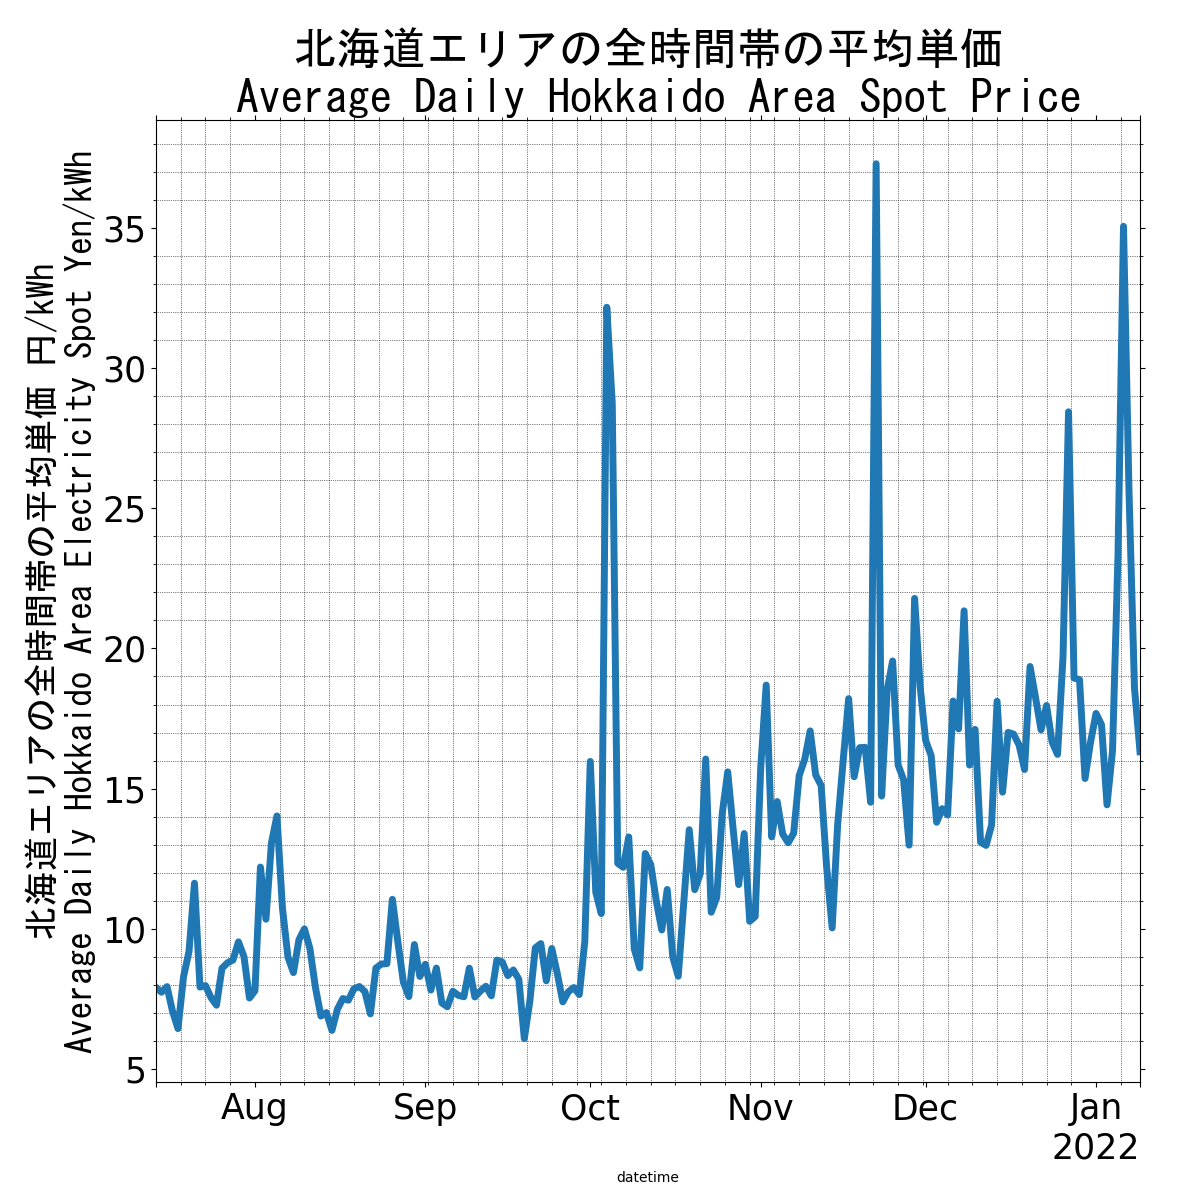 北海道エリアの全時間帯の平均単価
Average Daily Hokkaido Area Spot Price
北海道エリアの全時間帯の平均単価 円/kWh
Average Daily Hokkaido Area Electricity Spot Yen/kWh
35
30
25
20
15
10
5
Aug Sep Oct Nov Dec Jan
2022
datetime